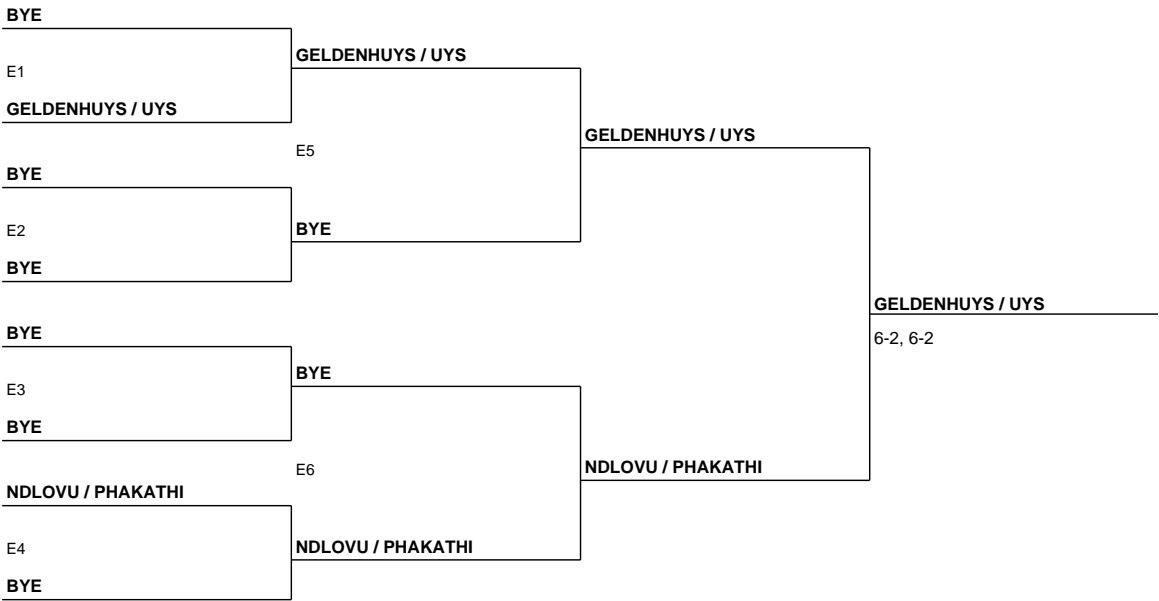 BYE
GELDENHUYS / UYS
E1
GELDENHUYS / UYS
GELDENHUYS / UYS
E5
BYE
E2
BYE
BYE
GELDENHUYS / UYS
6-2, 6-2
BYE
BYE
E3
BYE
E6
NDLOVU / PHAKATHI
NDLOVU / PHAKATHI
E4
NDLOVU / PHAKATHI
BYE